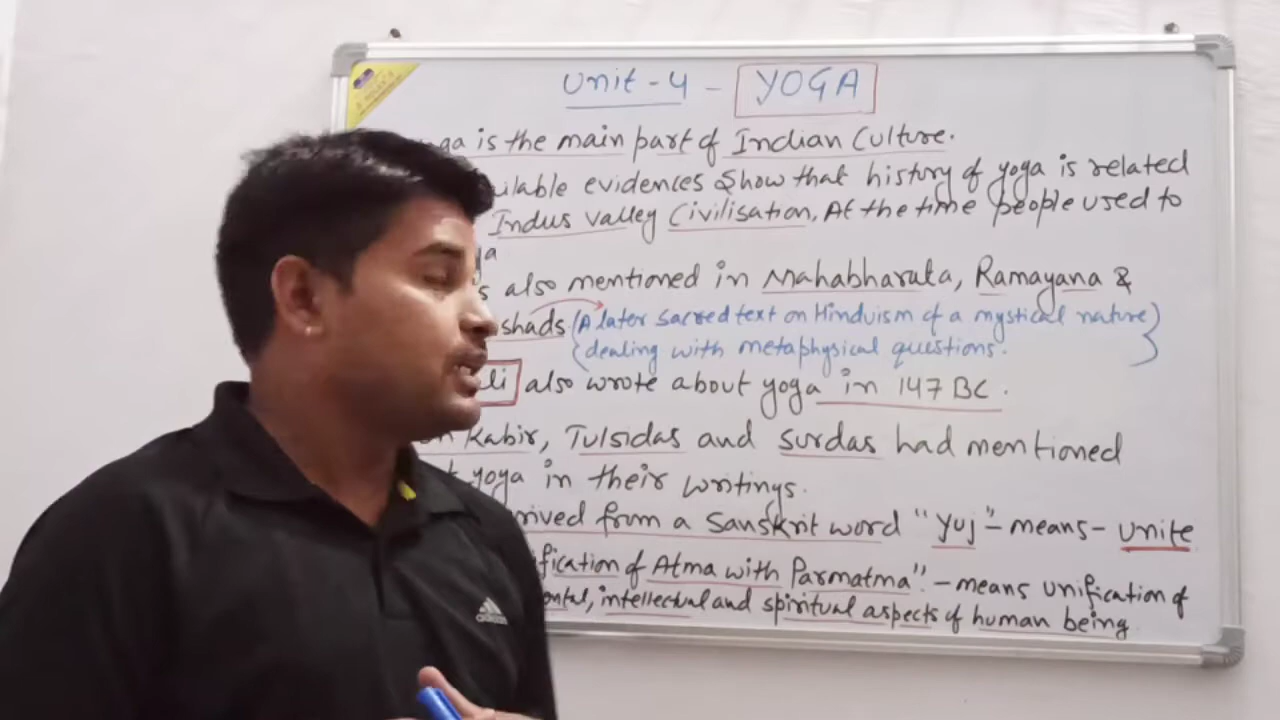 Unit - 4 - YOGA
ga is the main part of Indian Culture.
ilable evidences show that history of yoga is related
Indus Valley Civilisation. At the time people used to
ga
s also mentioned in Mahabharata, Ramayana &
shads (A later sacred text on Hinduism of a mystical nature)
(dealing with metaphysical questions.
li also wrote about yoga in 147 BC.
Kabir, Tulsidas and Surdas had mentioned
t yoga in their writings.
rived from a Sanskrit word "Yuj" - means - unite
fication of Atma with Parmatma" - means unification of
ental, intellectual and spiritual aspects of human being
adidas